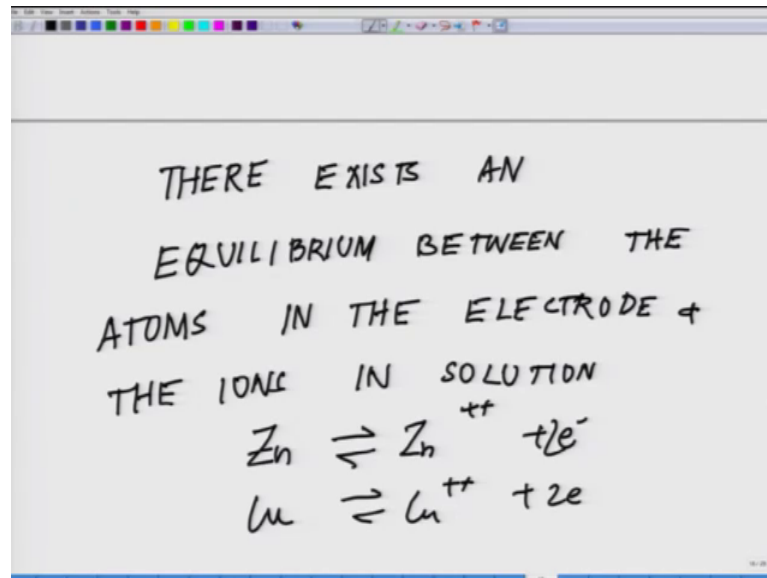 THERE EXISTS AN
EQUILIBRIUM BETWEEN THE
ATOMS IN THE ELECTRODE &
THE IONS IN SOLUTION
Zn ⇌ Zn⁺⁺ +2e⁻
Cu ⇌ Cu⁺⁺ + 2e